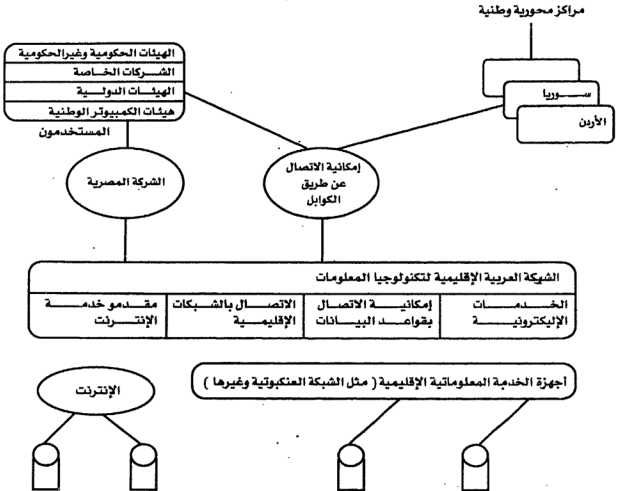 مراكز محورية وطنية
الهيئات الحكومية وغيرالحكومية
الشركات الخاصة
الهيئات الدولية
هيئات الكمبيوتر الوطنية
المستخدمون
سوريا
الأردن
الشركة المصرية
إمكانية الاتصال
عن طريق
الكوابل
الشبكة العربية الإقليمية لتكنولوجيا المعلومات
الخدمات
الإليكترونية
إمكانية الاتصال
بقواعد البيانات
الاتصال بالشبكات
الإقليمية
مقدمو خدمة
الإنترنت
أجهزة الخدمة المعلوماتية الإقليمية ( مثل الشبكة العنكبوتية وغيرها )
الإنترنت